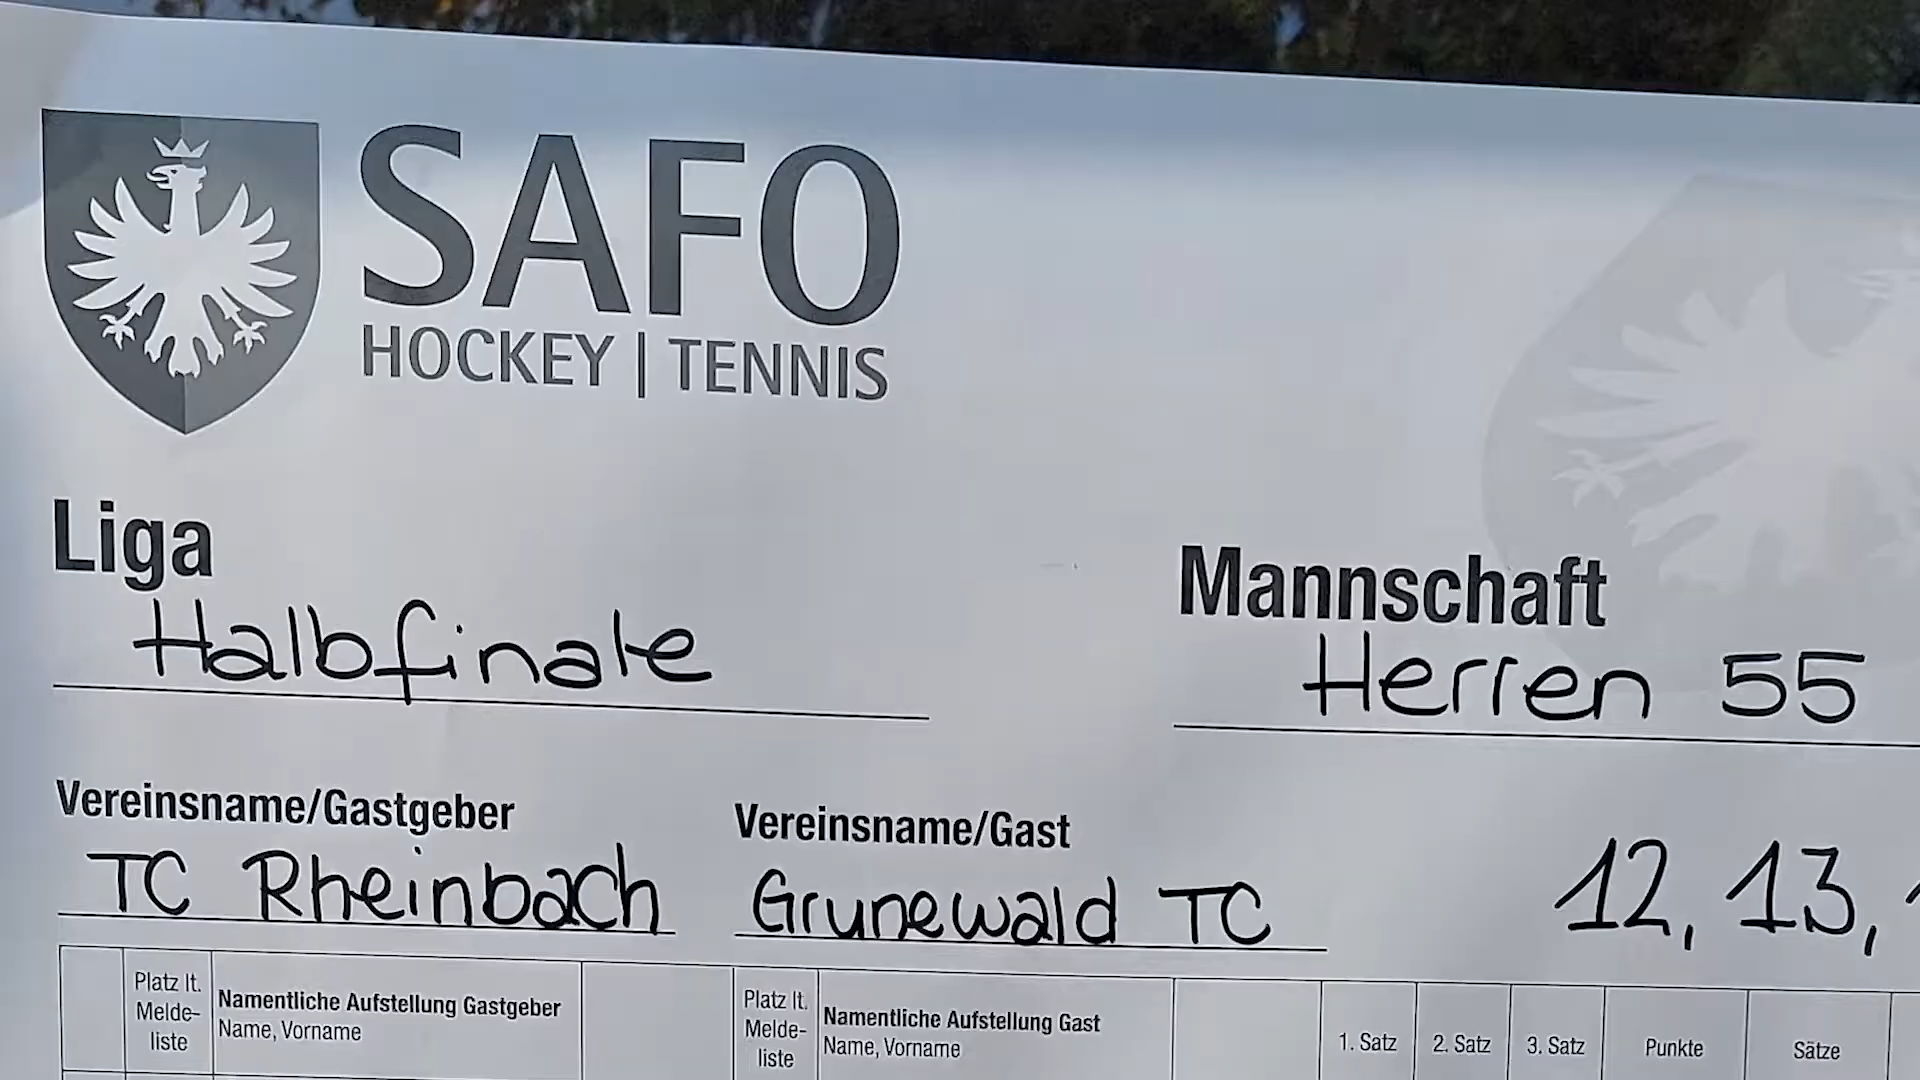 SAFO
HOCKEY | TENNIS
Liga
Halbfinale
Mannschaft
Herren 55
Vereinsname/Gastgeber
TC Rheinbach
Vereinsname/Gast
Grunewald TC
12, 13,
Platz lt.
Melde-
liste
Namentliche Aufstellung Gastgeber
Name, Vorname
Platz lt.
Melde-
liste
Namentliche Aufstellung Gast
Name, Vorname
1. Satz
2. Satz
3. Satz
Punkte
Sätze